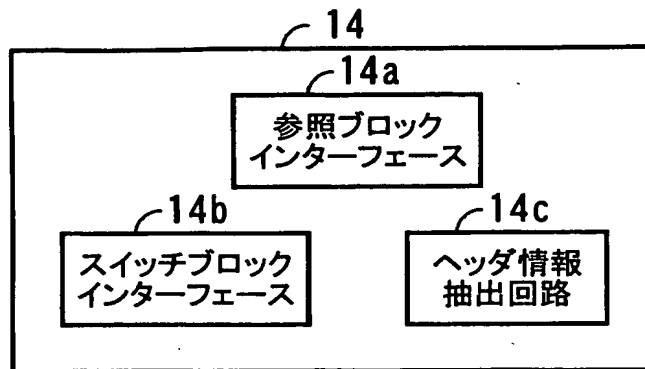 14
14a
参照ブロック
インターフェース
14b
スイッチブロック
インターフェース
14c
ヘッダ情報
抽出回路